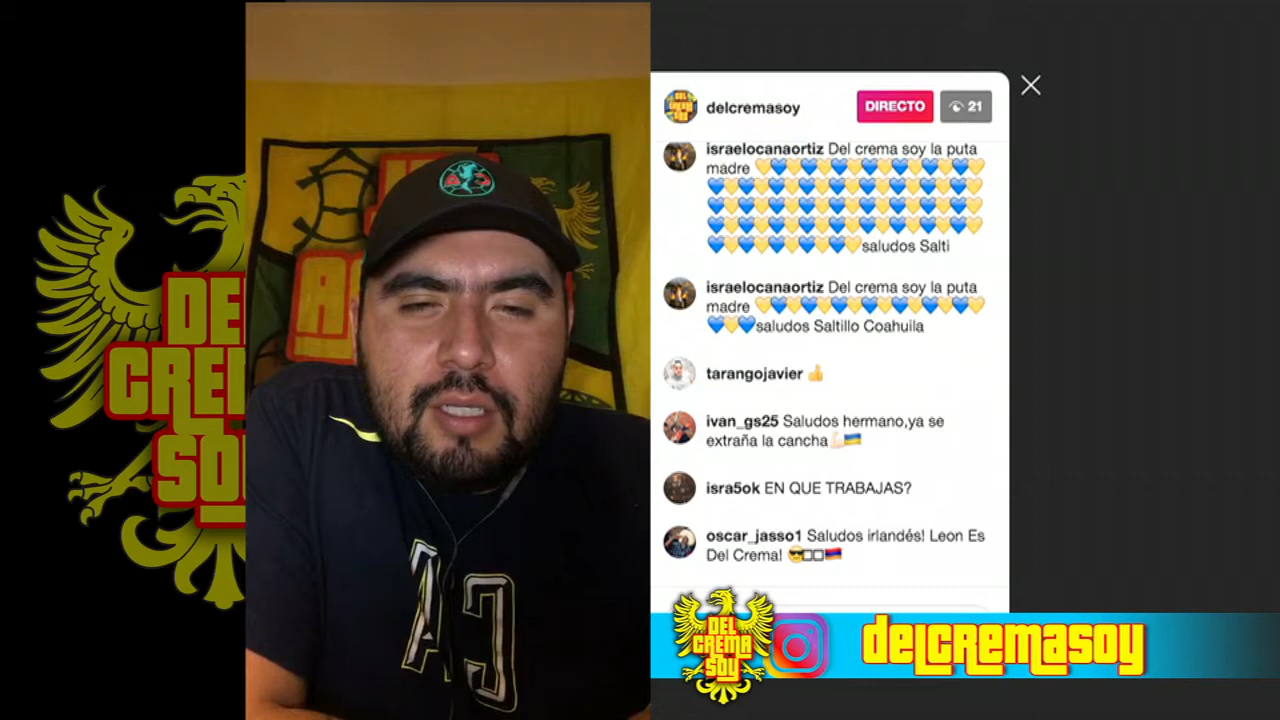 DEL
CREMA
SOY
A
A C
delcremasoy
DIRECTO
21
israelocanaortiz Del crema soy la puta
madre 💛💙💛💙💛💙💛💙💛💙💛💙💛💙💛
💙💛💙💛💙💛💙💛💙💛💙💛💙💛💙💛💙💛
💙💛💙💛💙💛💙💛💙💛💙💛💙💛💙💛💙💛
💙💛💙💛💙💛💙💛💙💛💙💛💙💛💙💛💙💛
💙💛💙💛💙💛💙💛💙💛saludos Salti
israelocanaortiz Del crema soy la puta
madre 💛💙💛💙💛💙💛💙💛💙💛💙💛💙💛
💙💛💙saludos Saltillo Coahuila
tarangojavier 👍
ivan_gs25 Saludos hermano,ya se
extraña la cancha💪🏻🇺🇦
isra5ok EN QUE TRABAJAS?
oscar_jasso1 Saludos irlandés! Leon Es
Del Crema! 😎□□🇦🇲
DEL
CREMA
SOY
delcremasoy